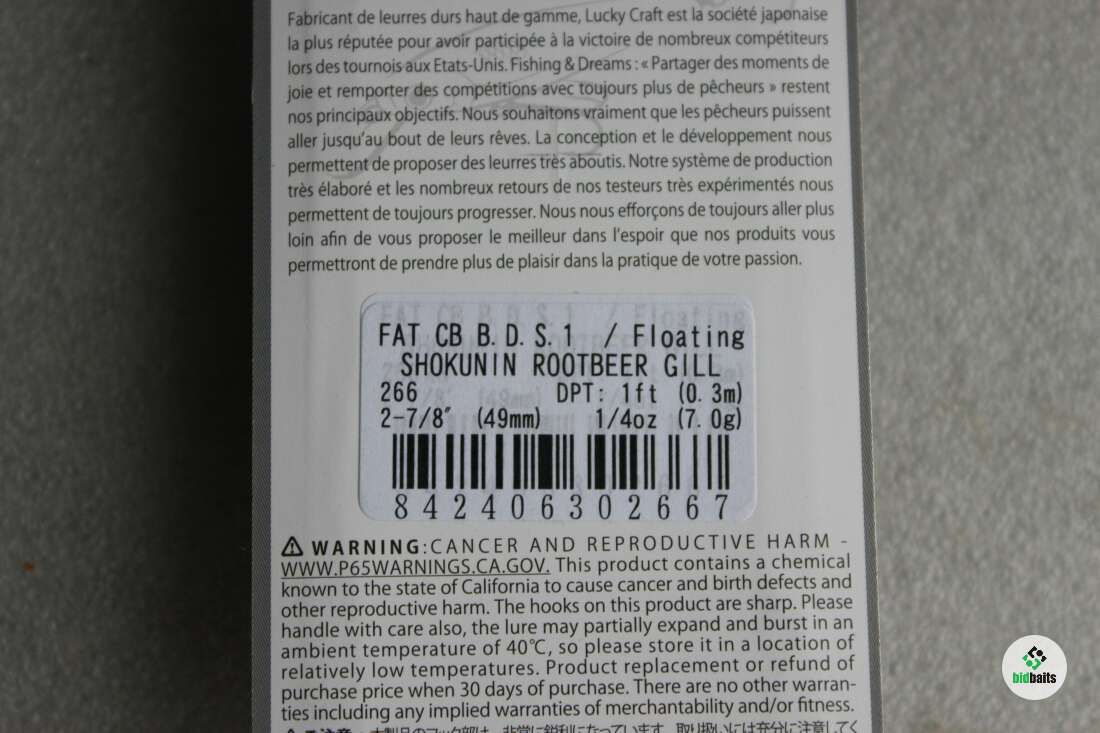 Fabricant de leurres durs haut de gamme, Lucky Craft est la société japonaise
la plus réputée pour avoir participée à la victoire de nombreux compétiteurs
lors des tournois aux Etats-Unis. Fishing & Dreams : « Partager des moments de
joie et remporter des compétitions avec toujours plus de pêcheurs » restent
nos principaux objectifs. Nous souhaitons vraiment que les pêcheurs puissent
aller jusqu'au bout de leurs rêves. La conception et le développement nous
permettent de proposer des leurres très aboutis. Notre système de production
très élaboré et les nombreux retours de nos testeurs très expérimentés nous
permettent de toujours progresser. Nous nous efforçons de toujours aller plus
loin afin de vous proposer le meilleur dans l'espoir que nos produits vous
permettront de prendre plus de plaisir dans la pratique de votre passion.
FAT CB B.D.S.1 / Floating
SHOKUNIN ROOTBEER GILL
266 DPT: 1ft (0.3m)
2-7/8" (49mm) 1/4oz (7.0g)
842406302667
⚠ WARNING:CANCER AND REPRODUCTIVE HARM -
WWW.P65WARNINGS.CA.GOV. This product contains a chemical
known to the state of California to cause cancer and birth defects and
other reproductive harm. The hooks on this product are sharp. Please
handle with care also, the lure may partially expand and burst in an
ambient temperature of 40℃, so please store it in a location of
relatively low temperatures. Product replacement or refund of
purchase price when 30 days of purchase. There are no other warran-
ties including any implied warranties of merchantability and/or fitness.
bidbaits